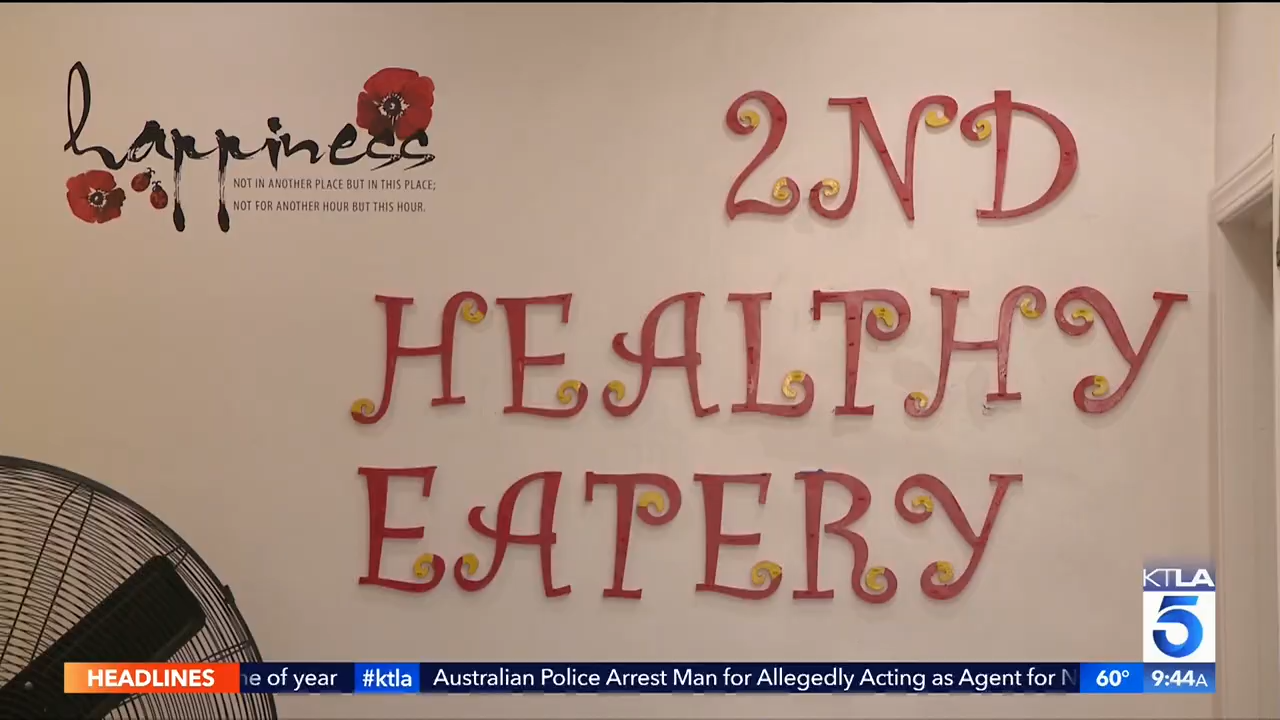 happiness
NOT IN ANOTHER PLACE BUT IN THIS PLACE;
NOT FOR ANOTHER HOUR BUT THIS HOUR.
2ND
HEALTHY
EATERY
KTLA
5
HEADLINES
of year #ktla Australian Police Arrest Man for Allegedly Acting as Agent for 60° 9:44A